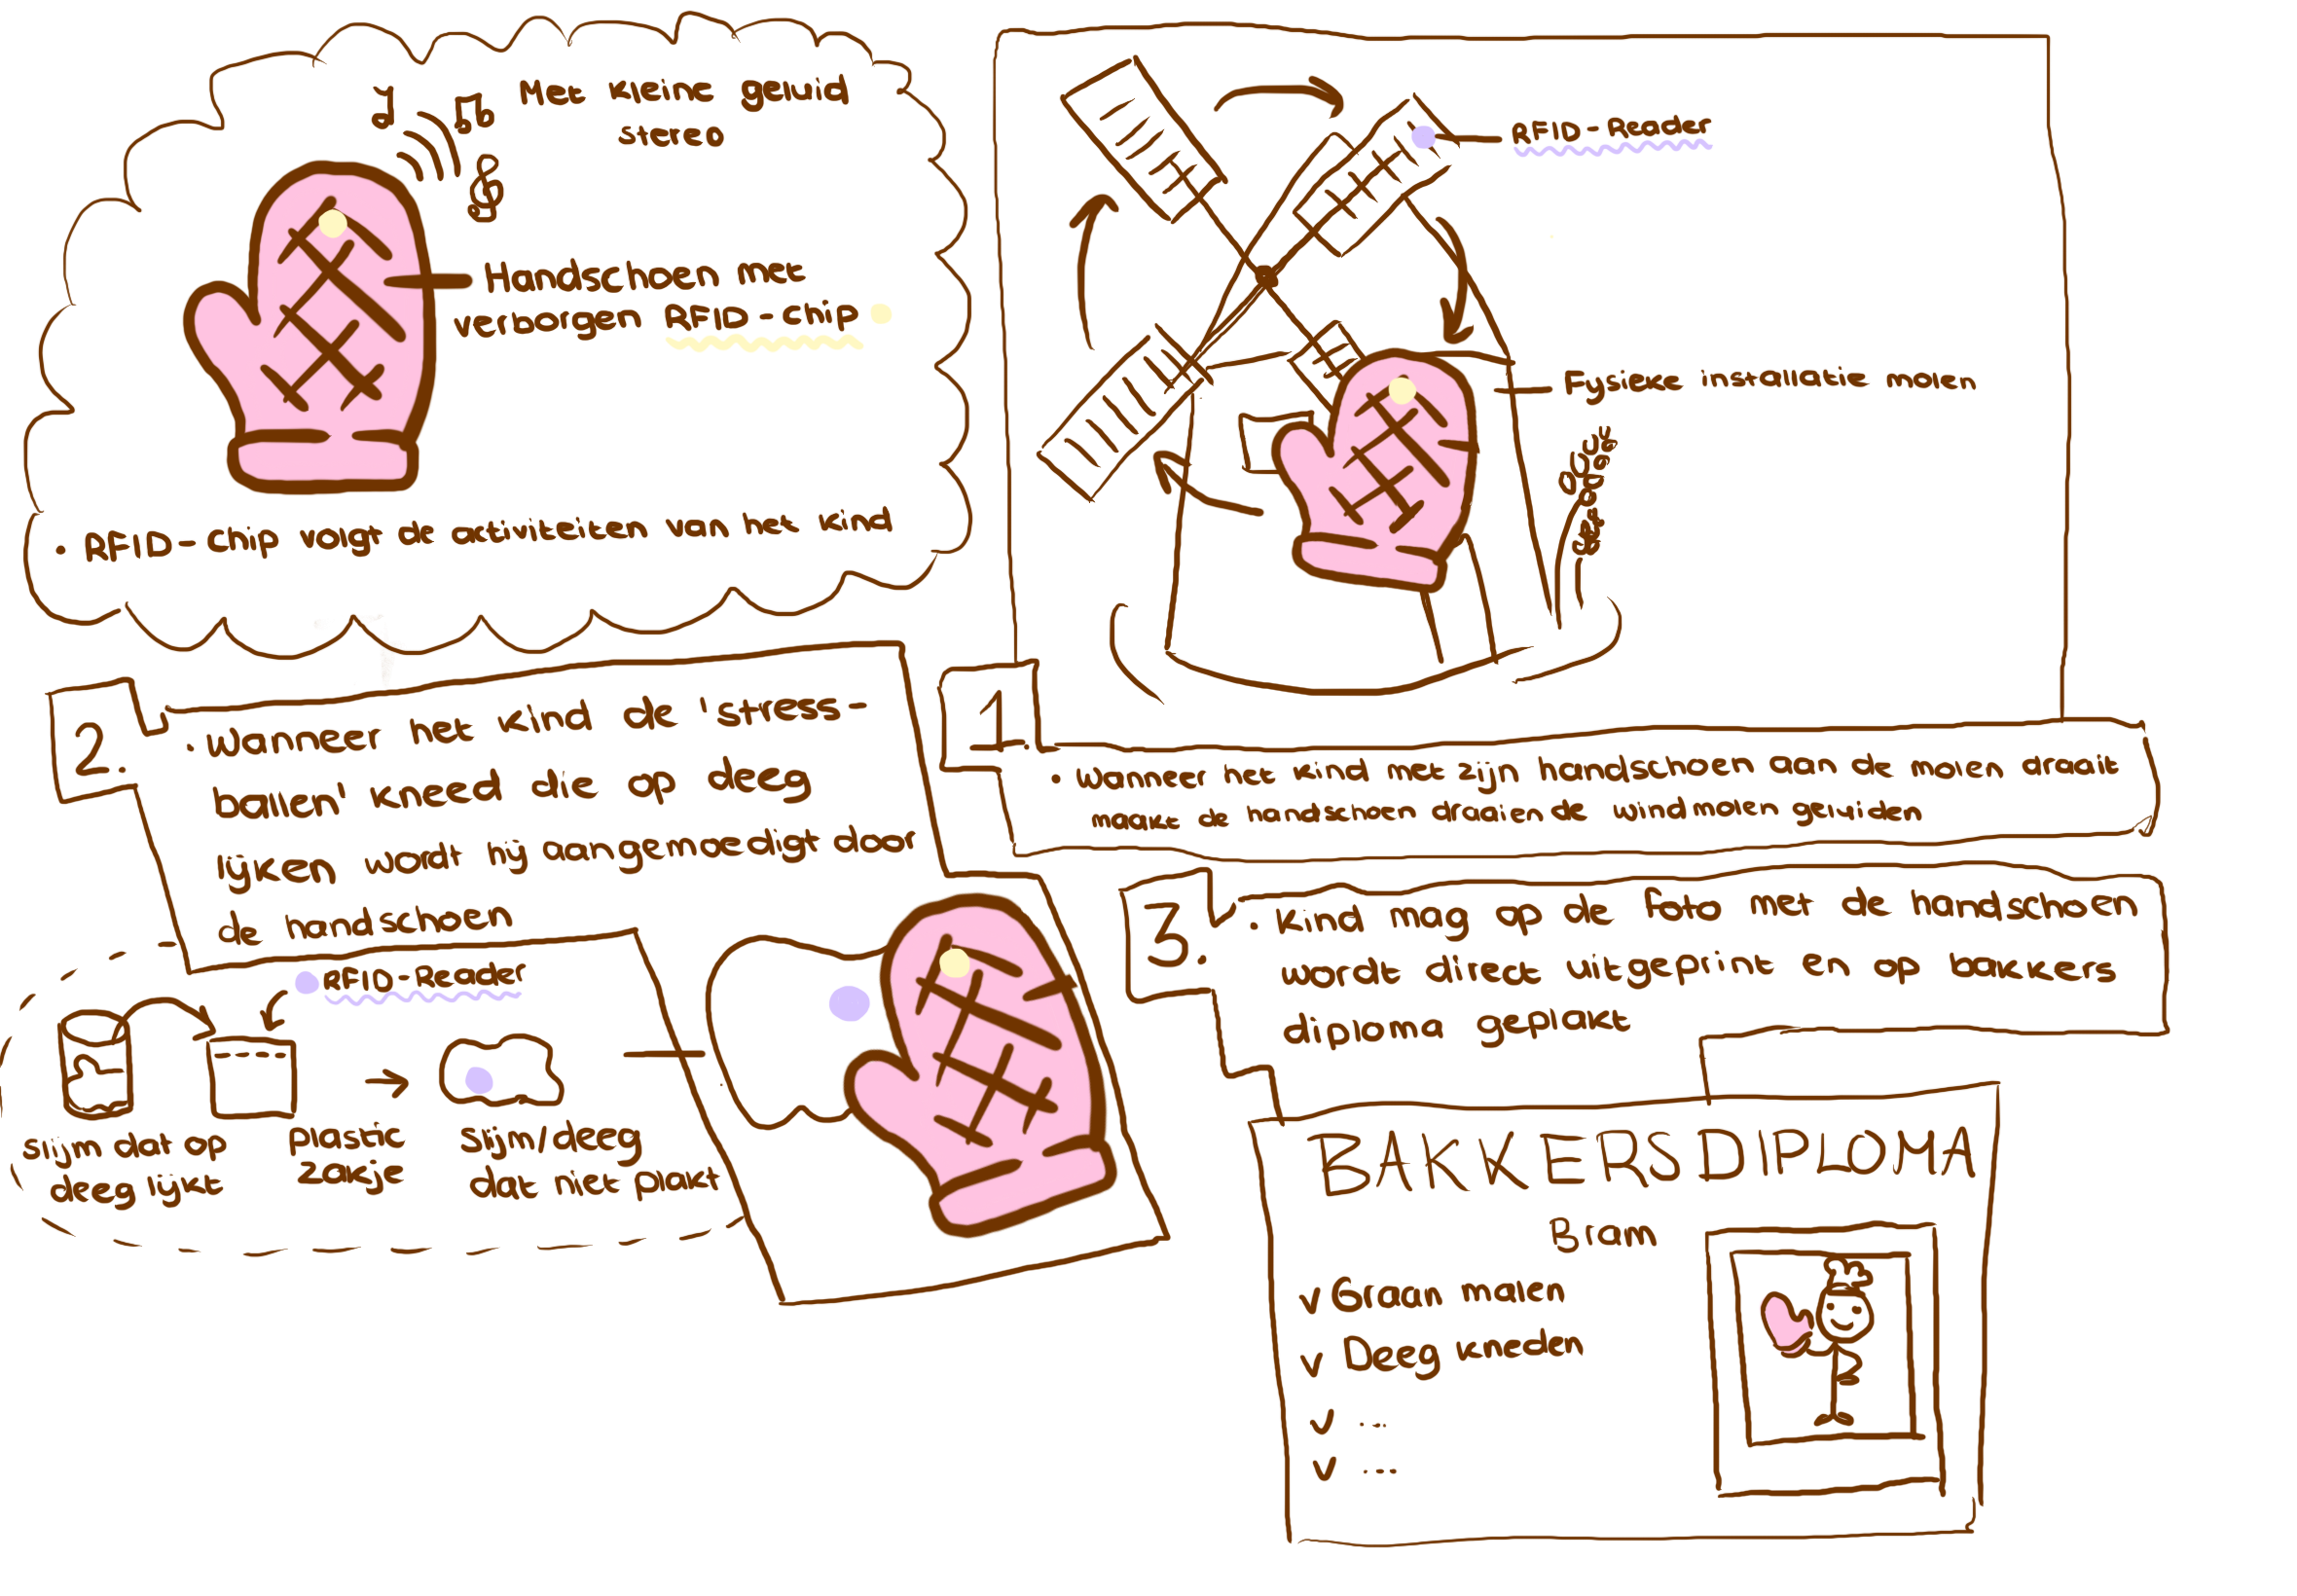 Met kleine geluid
stereo
Handschoen met
verborgen RFID-chip
• RFID-chip volgt de activiteiten van het kind
RFID-Reader
Fysieke installatie molen
1.
• Wanneer het kind met zijn handschoen aan de molen draait
maakt de handschoen draaien de windmolen geluiden
2.
• Wanneer het kind de 'stress-
ballen' kneed die op deeg
lijken wordt hij aangemoedigt door
de handschoen
RFID-Reader
slijm dat op
deeg lijkt
plastic
zakje
Slijm/deeg
dat niet plakt
3.
• Kind mag op de foto met de handschoen
wordt direct uitgeprint en op bakkers
diploma geplakt
BAKKERSDIPLOMA
Bram
v Graan malen
v Deeg kneden
v ...
v ...